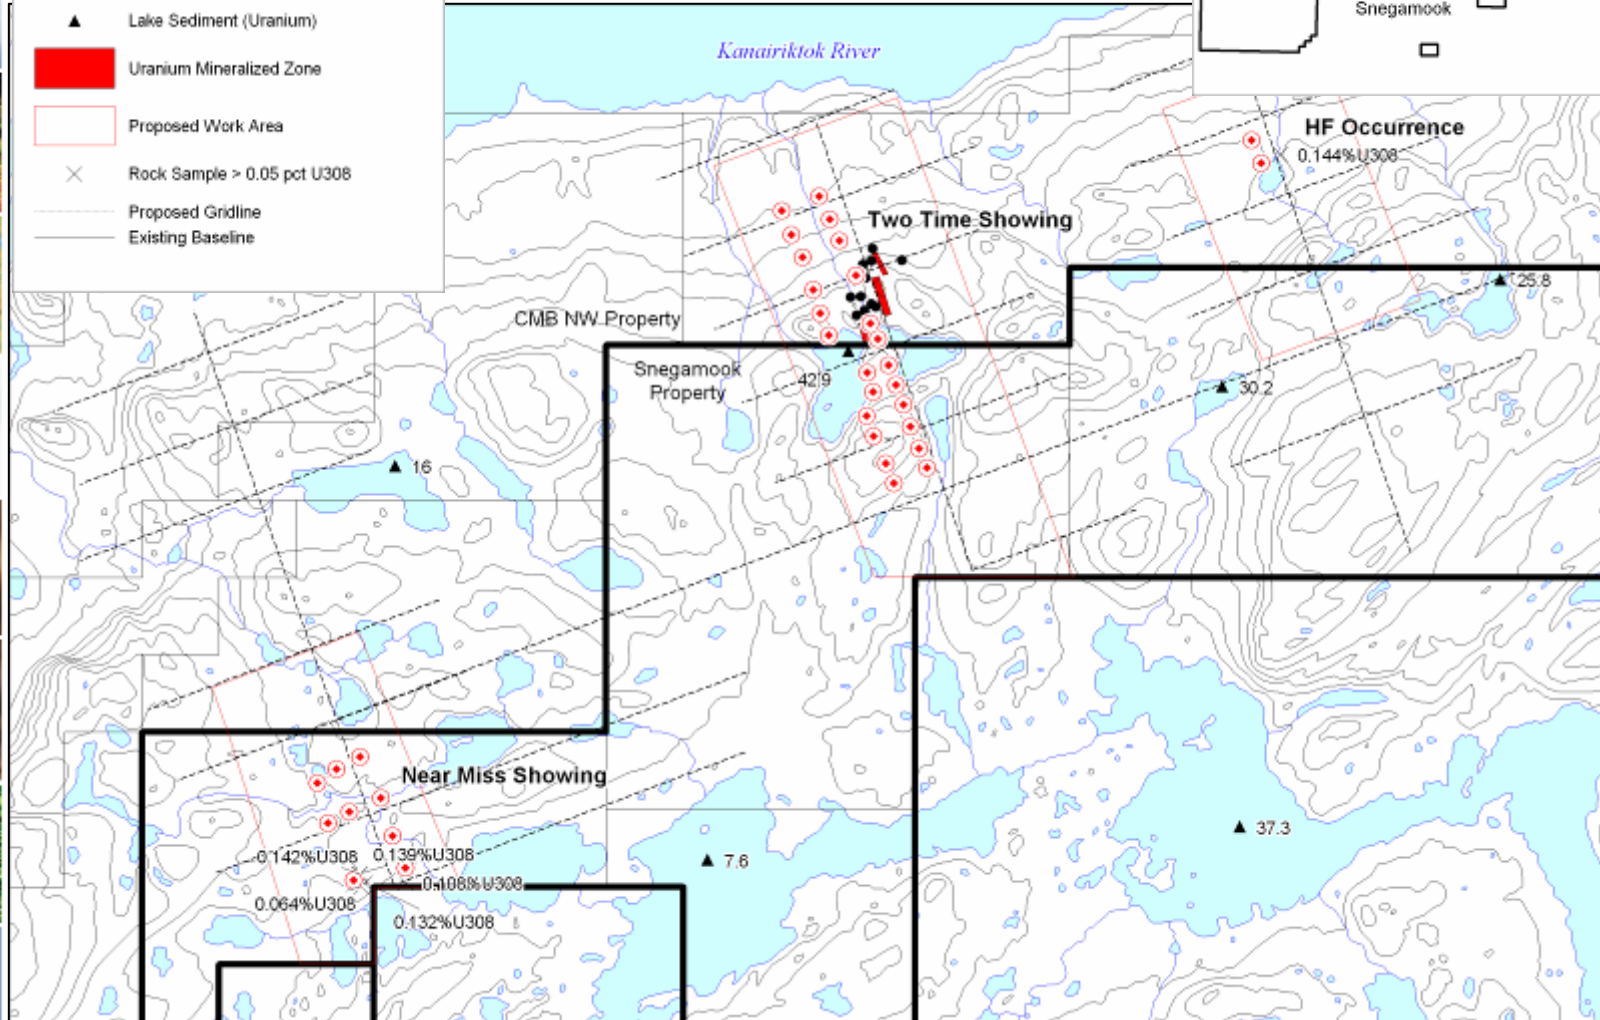 Lake Sediment (Uranium)
Uranium Mineralized Zone
Proposed Work Area
Rock Sample > 0.05 pct U308
Proposed Gridline
Existing Baseline
Snegamook
Kanairiktok River
HF Occurrence
0.144%U308
Two Time Showing
25.8
CMB NW Property
Snegamook
Property
42.9
30.2
16
Near Miss Showing
37.3
0.142%U308
0.139%U308
7.6
0.108%U308
0.064%U308
0.132%U308